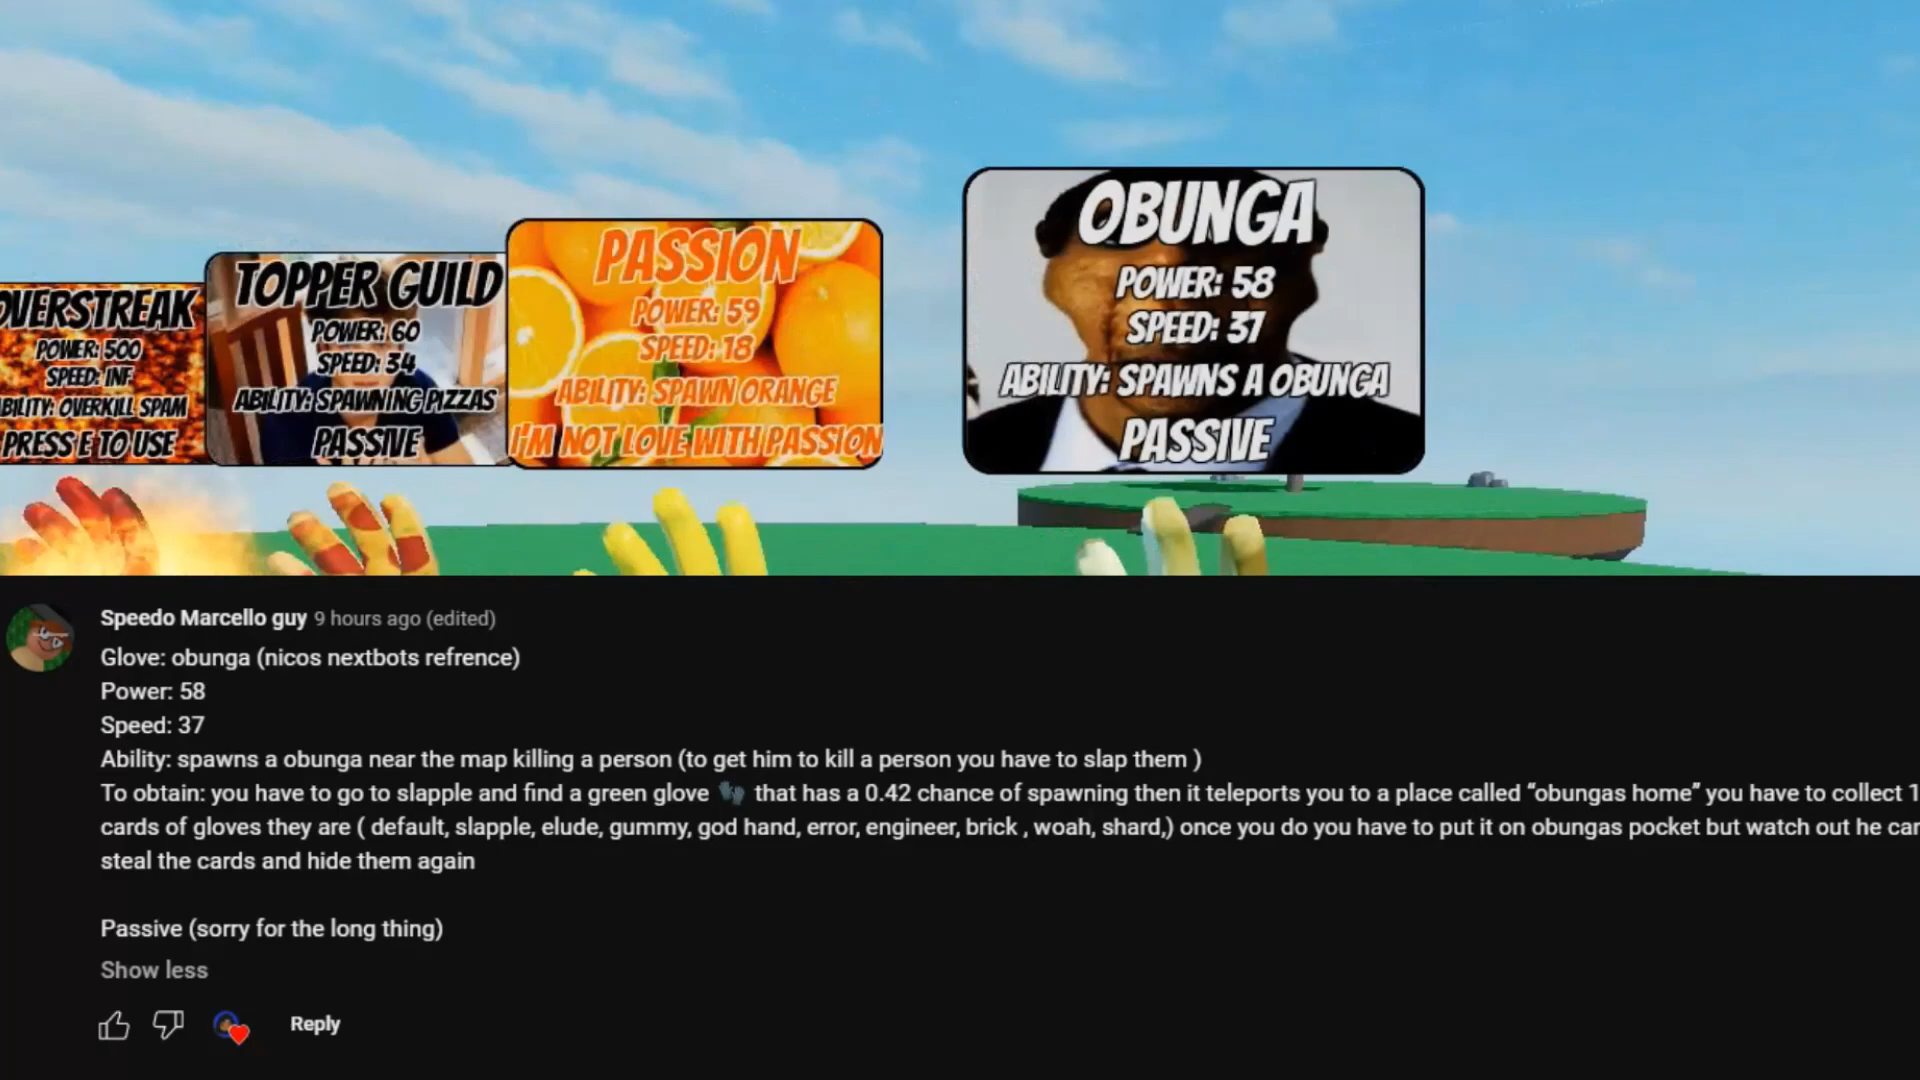 OVERSTREAK
POWER: 500
SPEED: INF
ABILITY: OVERKILL SPAM
PRESS E TO USE
TOPPER GUILD
POWER: 60
SPEED: 34
ABILITY: SPAWNING PIZZAS
PASSIVE
PASSION
POWER: 59
SPEED: 18
ABILITY: SPAWN ORANGE
I'M NOT LOVE WITH PASSION
OBUNGA
POWER: 58
SPEED: 37
ABILITY: SPAWNS A OBUNGA
PASSIVE
Speedo Marcello guy 9 hours ago (edited)
Glove: obunga (nicos nextbots refrence)
Power: 58
Speed: 37
Ability: spawns a obunga near the map killing a person (to get him to kill a person you have to slap them )
To obtain: you have to go to slapple and find a green glove 🧤 that has a 0.42 chance of spawning then it teleports you to a place called “obungas home” you have to collect 1
cards of gloves they are ( default, slapple, elude, gummy, god hand, error, engineer, brick , woah, shard,) once you do you have to put it on obungas pocket but watch out he can
steal the cards and hide them again
Passive (sorry for the long thing)
Show less
Reply